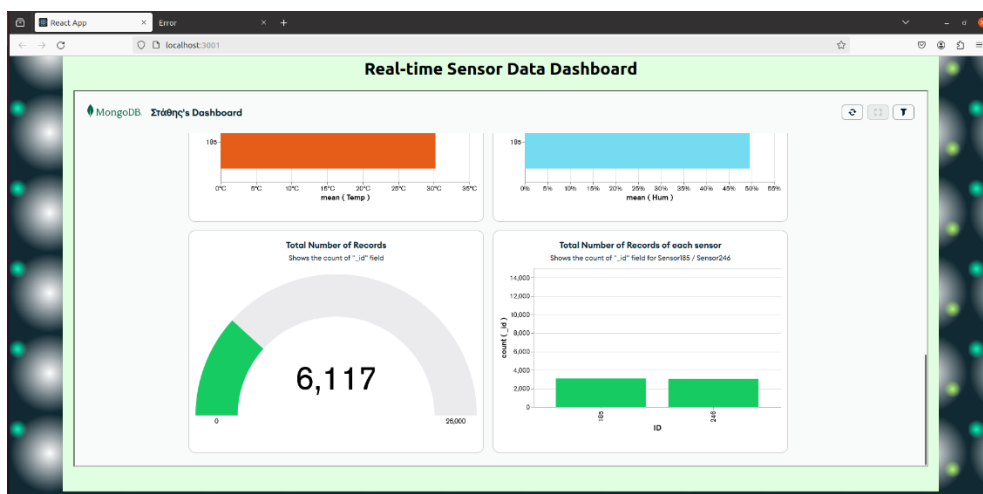 React App
Error
localhost:3001
Real-time Sensor Data Dashboard
MongoDB. Στάθης's Dashboard
185
0°C 5°C 10°C 15°C 20°C 25°C 30°C 35°C
mean ( Temp )
185
0% 5% 10% 15% 20% 25% 30% 35% 40% 45% 50% 55%
mean ( Hum )
Total Number of Records
Shows the count of "_id" field
6,117
0
26,000
Total Number of Records of each sensor
Shows the count of "_id" field for Sensor185 / Sensor246
14,000
12,000
10,000
8,000
6,000
4,000
2,000
0
count ( _id )
185
246
ID